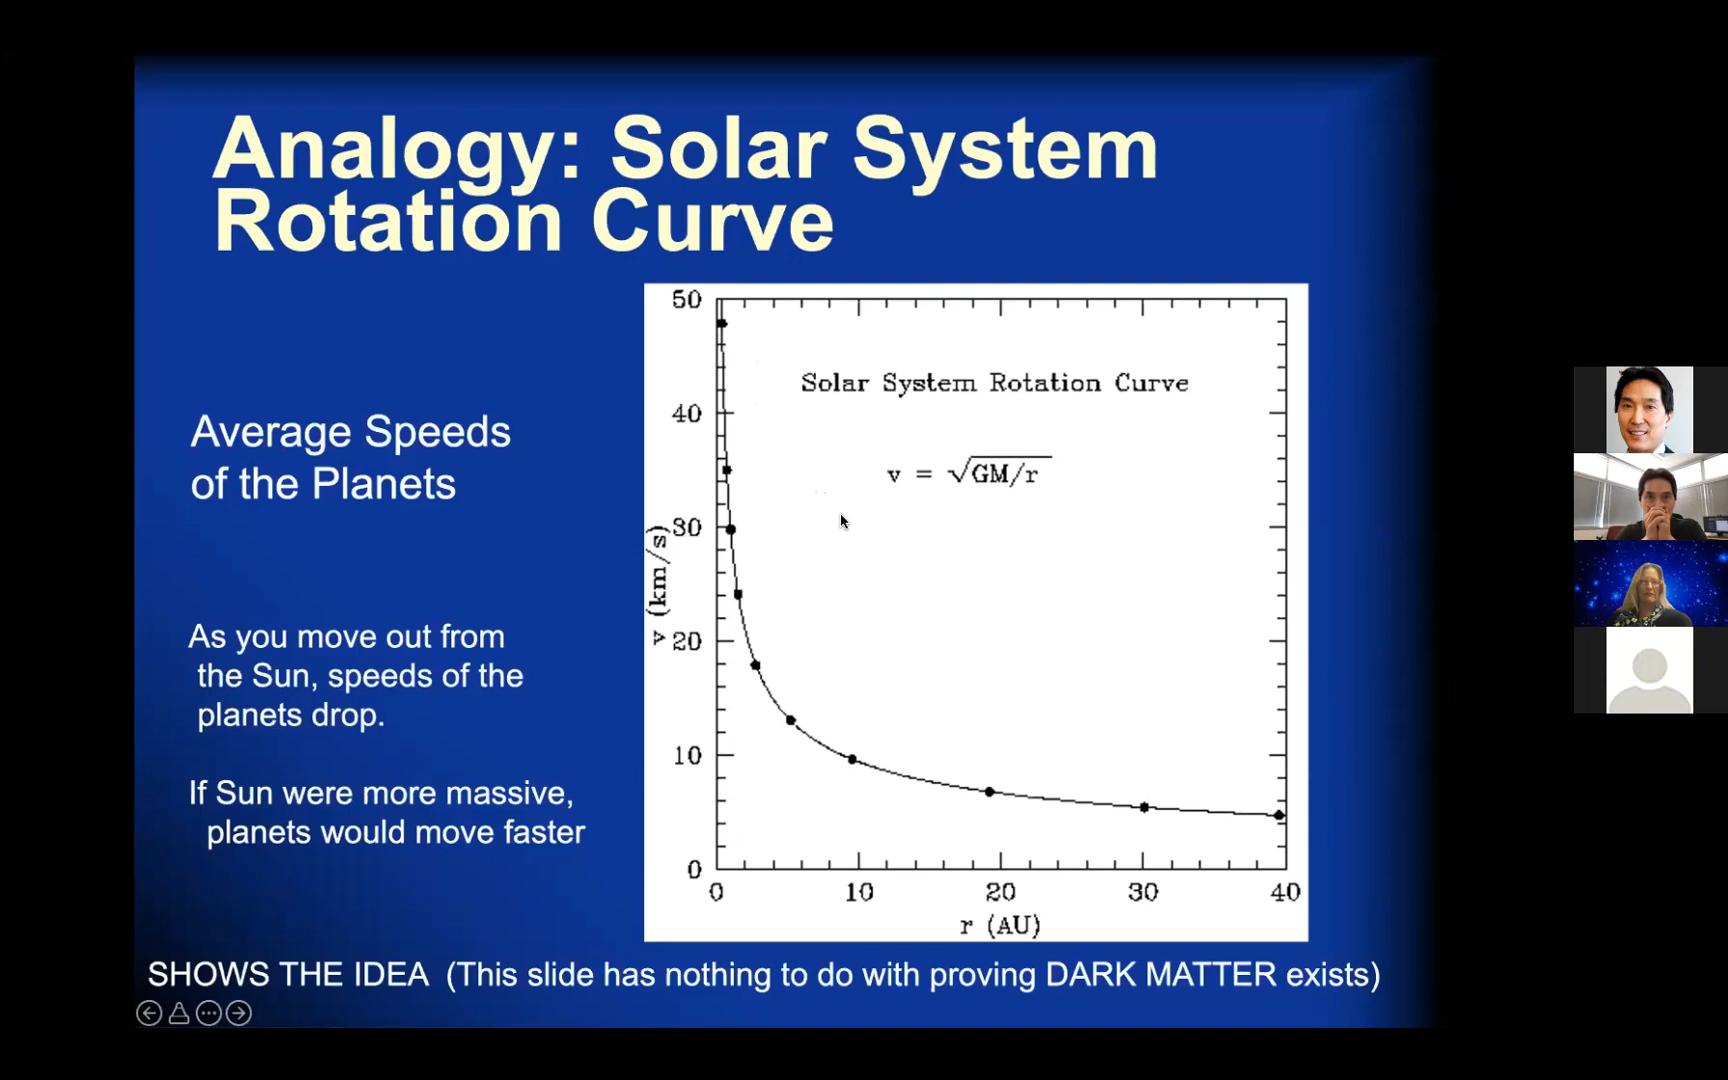 Analogy: Solar System
Rotation Curve
Average Speeds
of the Planets
As you move out from
the Sun, speeds of the
planets drop.
If Sun were more massive,
planets would move faster
50
40
30
20
10
0
v (km/s)
Solar System Rotation Curve
v = √GM/r
0 10 20 30 40
r (AU)
SHOWS THE IDEA (This slide has nothing to do with proving DARK MATTER exists)